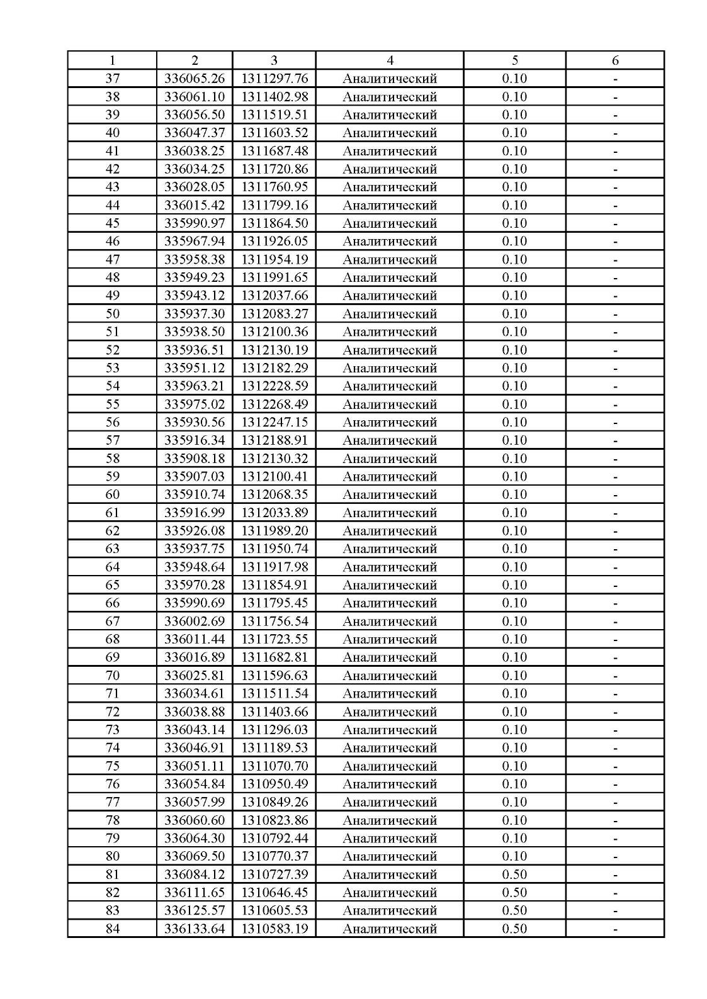 1 2 3 4 5 6
37 336065.26 1311297.76 Аналитический 0.10 -
38 336061.10 1311402.98 Аналитический 0.10 -
39 336056.50 1311519.51 Аналитический 0.10 -
40 336047.37 1311603.52 Аналитический 0.10 -
41 336038.25 1311687.48 Аналитический 0.10 -
42 336034.25 1311720.86 Аналитический 0.10 -
43 336028.05 1311760.95 Аналитический 0.10 -
44 336015.42 1311799.16 Аналитический 0.10 -
45 335990.97 1311864.50 Аналитический 0.10 -
46 335967.94 1311926.05 Аналитический 0.10 -
47 335958.38 1311954.19 Аналитический 0.10 -
48 335949.23 1311991.65 Аналитический 0.10 -
49 335943.12 1312037.66 Аналитический 0.10 -
50 335937.30 1312083.27 Аналитический 0.10 -
51 335938.50 1312100.36 Аналитический 0.10 -
52 335936.51 1312130.19 Аналитический 0.10 -
53 335951.12 1312182.29 Аналитический 0.10 -
54 335963.21 1312228.59 Аналитический 0.10 -
55 335975.02 1312268.49 Аналитический 0.10 -
56 335930.56 1312247.15 Аналитический 0.10 -
57 335916.34 1312188.91 Аналитический 0.10 -
58 335908.18 1312130.32 Аналитический 0.10 -
59 335907.03 1312100.41 Аналитический 0.10 -
60 335910.74 1312068.35 Аналитический 0.10 -
61 335916.99 1312033.89 Аналитический 0.10 -
62 335926.08 1311989.20 Аналитический 0.10 -
63 335937.75 1311950.74 Аналитический 0.10 -
64 335948.64 1311917.98 Аналитический 0.10 -
65 335970.28 1311854.91 Аналитический 0.10 -
66 335990.69 1311795.45 Аналитический 0.10 -
67 336002.69 1311756.54 Аналитический 0.10 -
68 336011.44 1311723.55 Аналитический 0.10 -
69 336016.89 1311682.81 Аналитический 0.10 -
70 336025.81 1311596.63 Аналитический 0.10 -
71 336034.61 1311511.54 Аналитический 0.10 -
72 336038.88 1311403.66 Аналитический 0.10 -
73 336043.14 1311296.03 Аналитический 0.10 -
74 336046.91 1311189.53 Аналитический 0.10 -
75 336051.11 1311070.70 Аналитический 0.10 -
76 336054.84 1310950.49 Аналитический 0.10 -
77 336057.99 1310849.26 Аналитический 0.10 -
78 336060.60 1310823.86 Аналитический 0.10 -
79 336064.30 1310792.44 Аналитический 0.10 -
80 336069.50 1310770.37 Аналитический 0.10 -
81 336084.12 1310727.39 Аналитический 0.50 -
82 336111.65 1310646.45 Аналитический 0.50 -
83 336125.57 1310605.53 Аналитический 0.50 -
84 336133.64 1310583.19 Аналитический 0.50 -